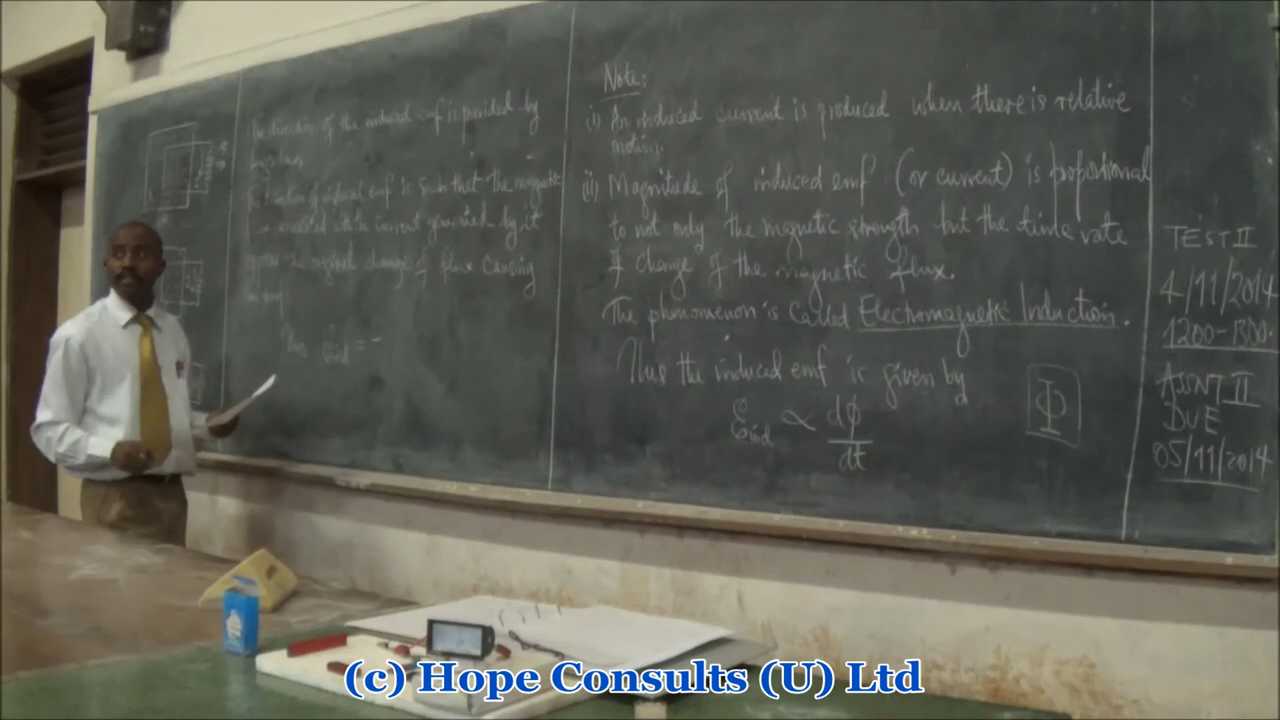 The direction of the induced emf is provided by
induced emf is such that the magnetic
associated with the current generated by it
opposes the original change of flux causing
Thus Ɛind = -
Note:
(i) An induced current is produced when there is relative
motion.
(ii) Magnitude of induced emf (or current) is proportional
to not only the magnetic strength but the time rate
of change of the magnetic flux.
The phenomenon is called Electromagnetic Induction.
Thus the induced emf is given by
Ɛind ∝ dϕ/dt
Φ
TEST II
4/11/2014
1200-1300.
ASSNT II
DUE
05/11/2014
(c) Hope Consults (U) Ltd